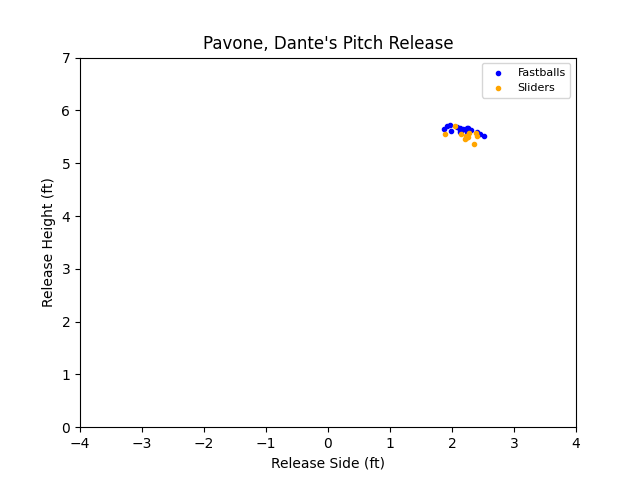 Pavone, Dante's Pitch Release
Fastballs
Sliders
Release Height (ft)
7
6
5
4
3
2
1
0
−4 −3 −2 −1 0 1 2 3 4
Release Side (ft)